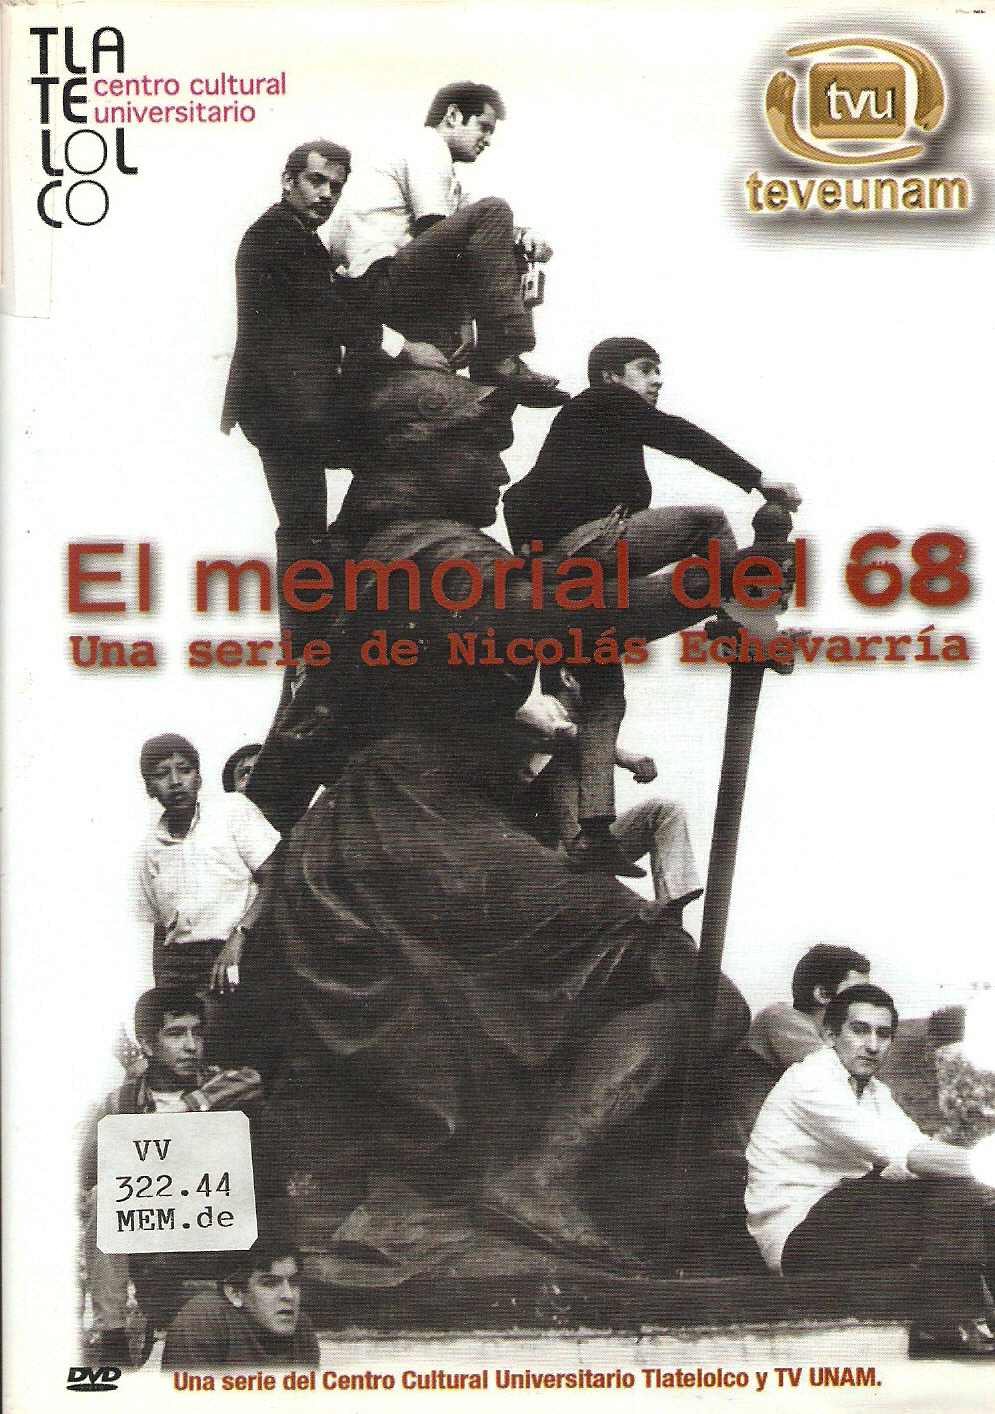 TLA
TE
LOL
CO
centro cultural
universitario
tvu
teveunam
El memorial del 68
Una serie de Nicolás Echevarría
VV
322.44
MEM.de
DVD
Una serie del Centro Cultural Universitario Tlatelolco y TV UNAM.